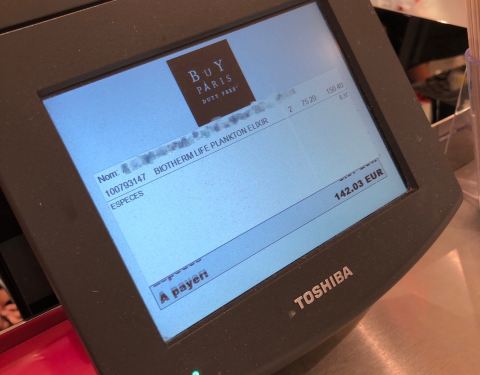 BUY
PARIS
DUTY FREE
Nom:
100793147 BIOTHERM LIFE PLANKTON ELIXIR 2 75.20 150.40
ESPECES
142.03 EUR
A payer:
TOSHIBA